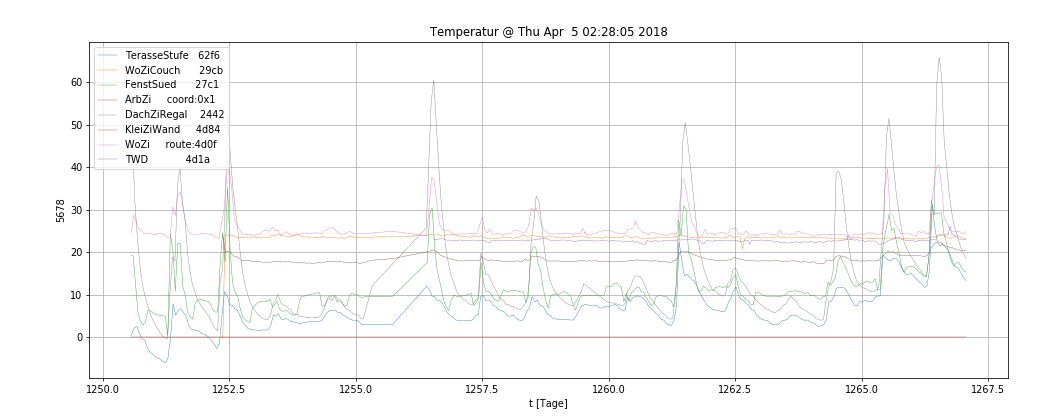 Temperatur @ Thu Apr  5 02:28:05 2018
TerasseStufe 62f6
WoZiCouch 29cb
FenstSued 27c1
ArbZi coord:0x1
DachZiRegal 2442
KleiZiWand 4d84
WoZi route:4d0f
TWD 4d1a
60
50
40
30
20
10
0
5678
1250.0 1252.5 1255.0 1257.5 1260.0 1262.5 1265.0 1267.5
t [Tage]